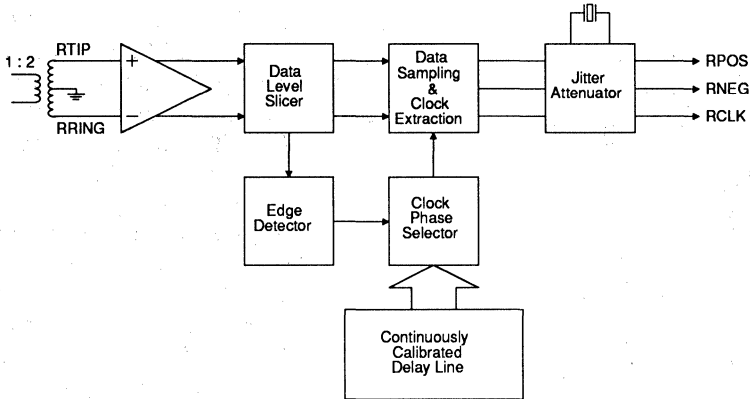 1 : 2
RTIP
RRING
+
−
Data
Level
Slicer
Data
Sampling
&
Clock
Extraction
Jitter
Attenuator
RPOS
RNEG
RCLK
Edge
Detector
Clock
Phase
Selector
Continuously
Calibrated
Delay Line